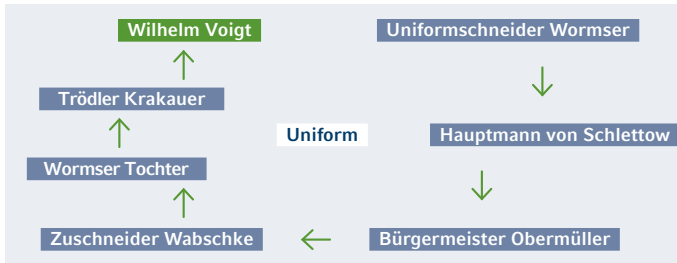 Wilhelm Voigt
Uniformschneider Wormser
Trödler Krakauer
Uniform
Hauptmann von Schlettow
Wormser Tochter
Zuschneider Wabschke
Bürgermeister Obermüller